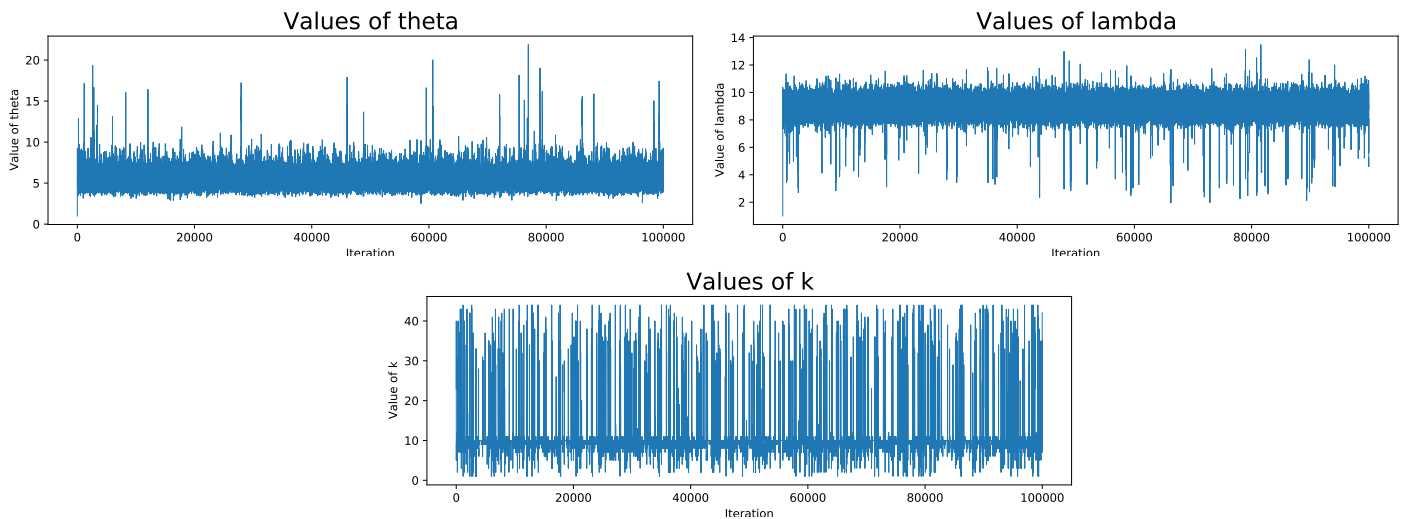 Values of theta
Value of theta
20
15
10
5
0
0 20000 40000 60000 80000 100000
Iteration
Values of lambda
Value of lambda
14
12
10
8
6
4
2
0 20000 40000 60000 80000 100000
Iteration
Values of k
Value of k
40
30
20
10
0
0 20000 40000 60000 80000 100000
Iteration